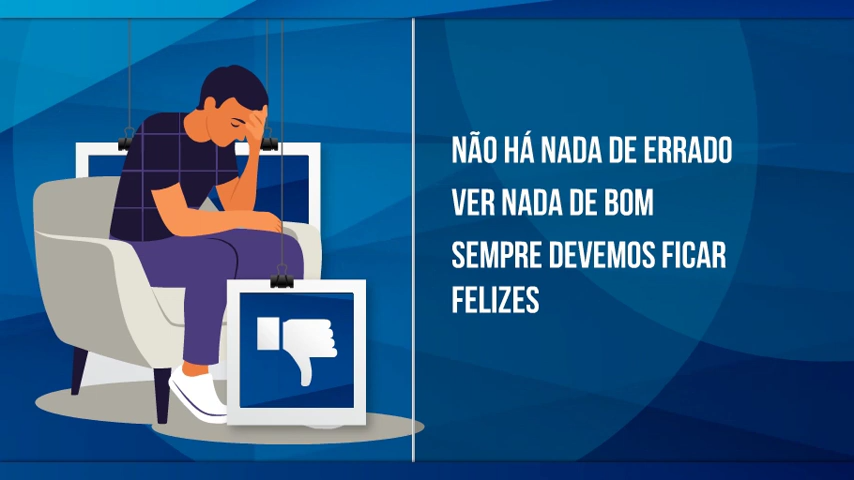 NÃO HÁ NADA DE ERRADO
VER NADA DE BOM
SEMPRE DEVEMOS FICAR
FELIZES